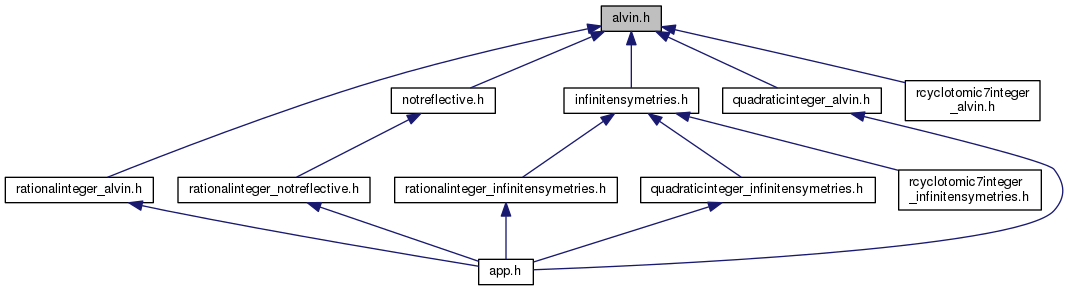 alvin.h
notreflective.h
infinitensymetries.h
quadraticinteger_alvin.h
rcyclotomic7integer
_alvin.h
rationalinteger_alvin.h
rationalinteger_notreflective.h
rationalinteger_infinitensymetries.h
quadraticinteger_infinitensymetries.h
rcyclotomic7integer
_infinitensymetries.h
app.h